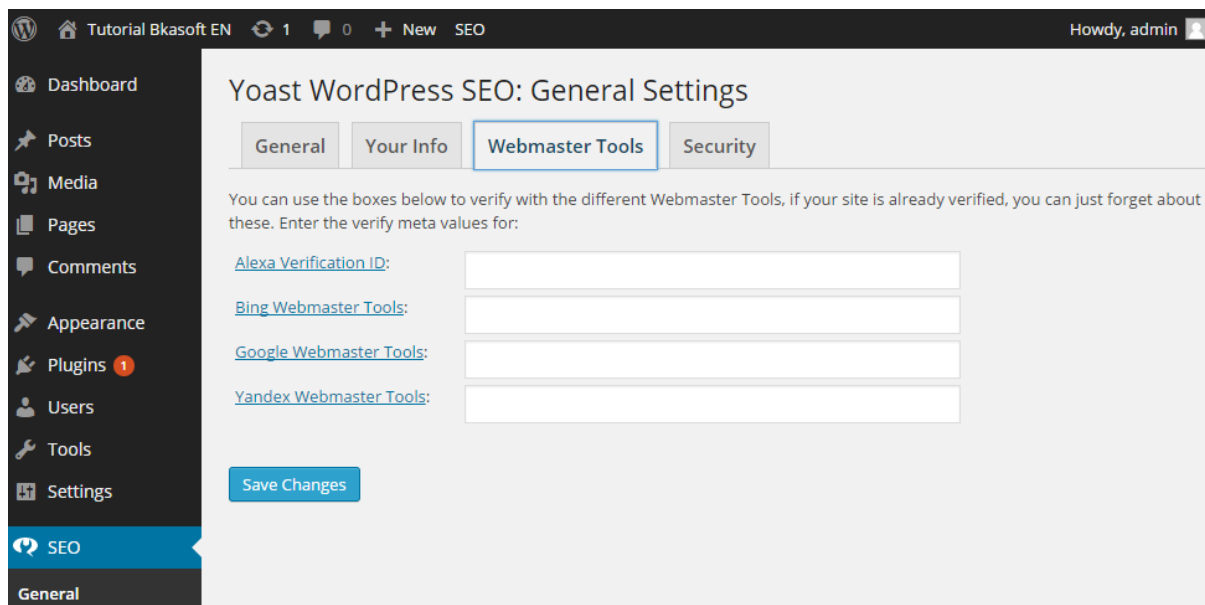 Tutorial Bkasoft EN 1 0 New SEO Howdy, admin
Dashboard
Posts
Media
Pages
Comments
Appearance
Plugins 1
Users
Tools
Settings
SEO
General
Yoast WordPress SEO: General Settings
General Your Info Webmaster Tools Security
You can use the boxes below to verify with the different Webmaster Tools, if your site is already verified, you can just forget about
these. Enter the verify meta values for:
Alexa Verification ID:
Bing Webmaster Tools:
Google Webmaster Tools:
Yandex Webmaster Tools:
Save Changes